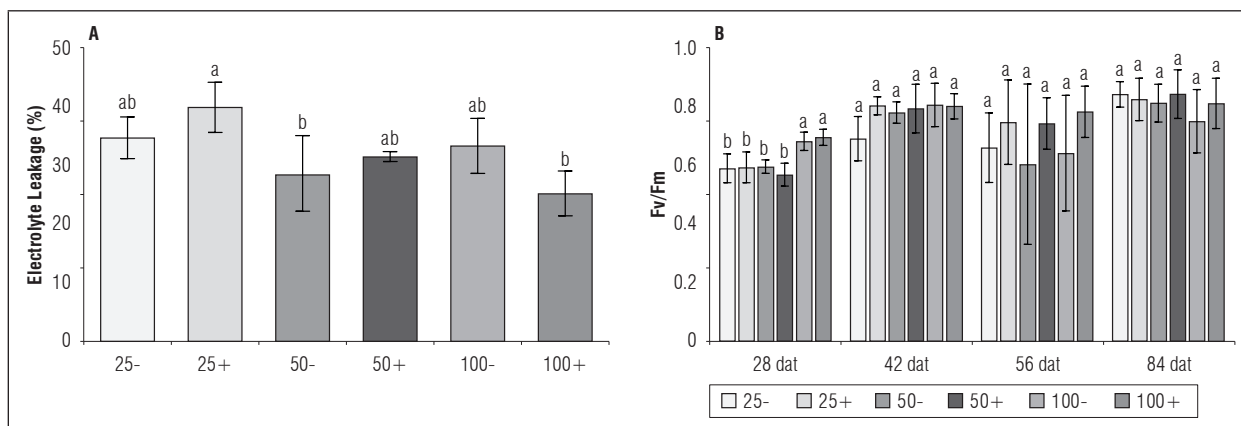 A
Electrolyte Leakage (%)
50
40
30
20
10
0
ab
a
b
ab
ab
b
25-
25+
50-
50+
100-
100+
B
Fv/Fm
1.0
0.8
0.6
0.4
0.2
0
b b b b a a
a a a a a a
a a a a a a
a a a a a a
28 dat 42 dat 56 dat 84 dat
25- 25+ 50- 50+ 100- 100+